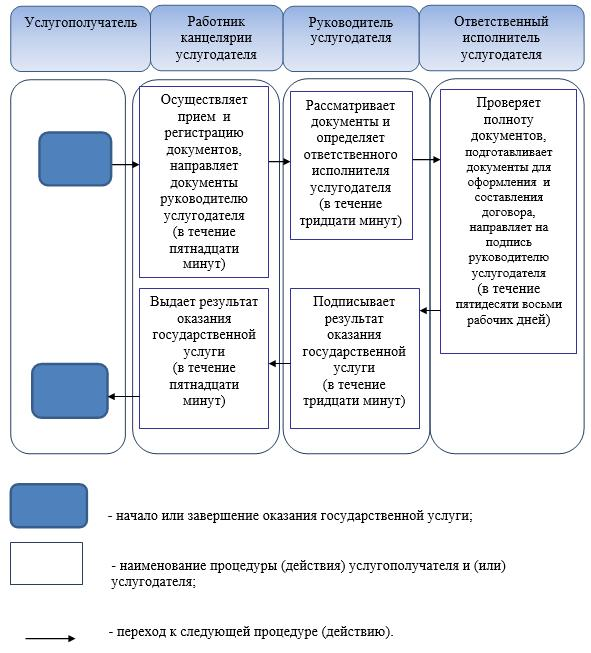 Услугополучатель
Работник
канцелярии
услугодателя
Руководитель
услугодателя
Ответственный
исполнитель
услугодателя
Осуществляет
прием и
регистрацию
документов,
направляет
документы
руководителю
услугодателя
(в течение
пятнадцати
минут)
Рассматривает
документы и
определяет
ответственного
исполнителя
услугодателя
(в течение
тридцати минут)
Проверяет
полноту
документов,
подготавливает
документы для
оформления и
составления
договора,
направляет на
подпись
руководителю
услугодателя
(в течение
пятидесяти восьми
рабочих дней)
Выдает результат
оказания
государственной
услуги
(в течение
пятнадцати
минут)
Подписывает
результат
оказания
государственной
услуги
(в течение
тридцати минут)
- начало или завершение оказания государственной услуги;
- наименование процедуры (действия) услугополучателя и (или)
услугодателя;
- переход к следующей процедуре (действию).